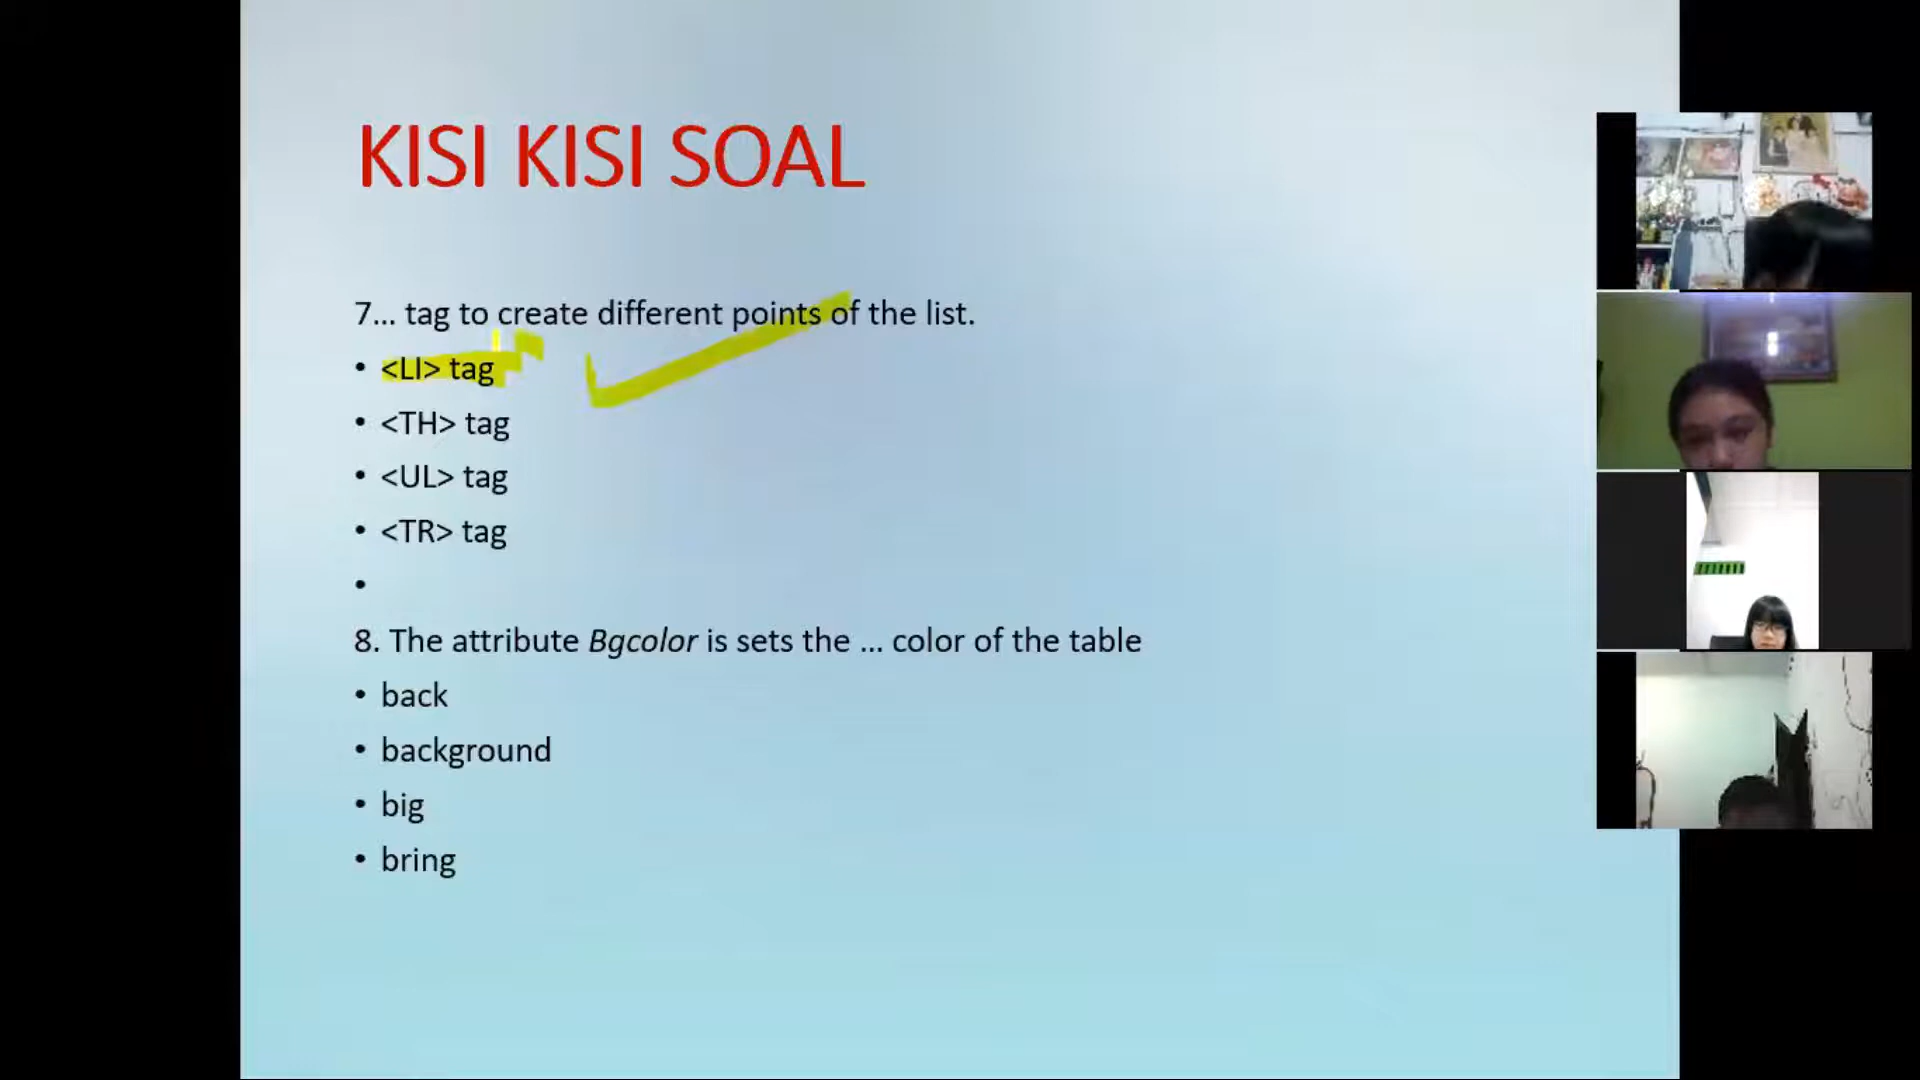 KISI KISI SOAL
7... tag to create different points of the list.
• <LI> tag
• <TH> tag
• <UL> tag
• <TR> tag
•
8. The attribute Bgcolor is sets the ... color of the table
• back
• background
• big
• bring